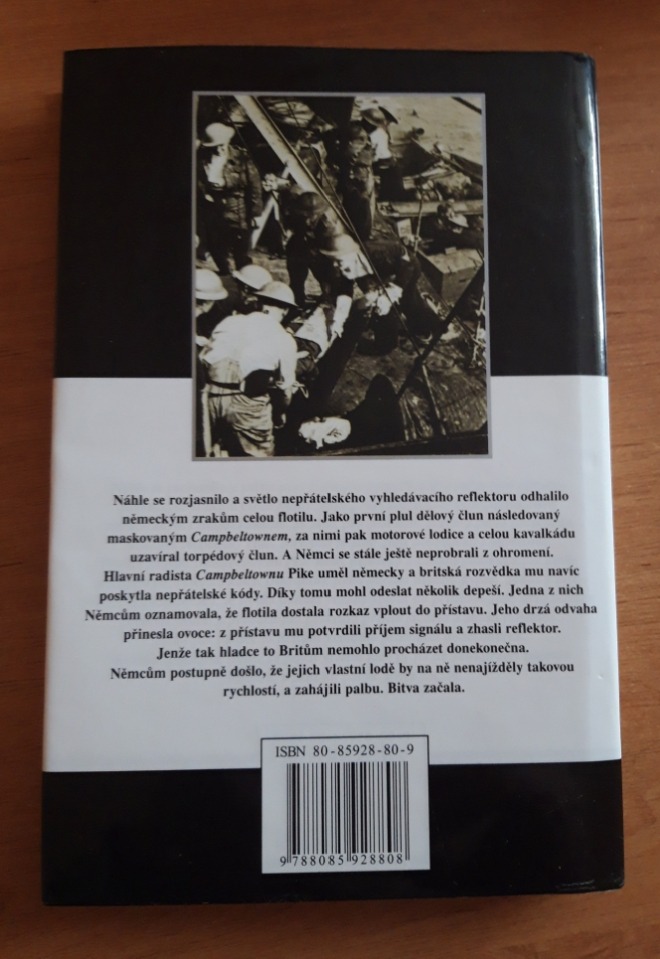 Náhle se rozjasnilo a světlo nepřátelského vyhledávacího reflektoru odhalilo
německým zrakům celou flotilu. Jako první plul dělový člun následovaný
maskovaným Campbeltownem, za nimi pak motorové lodice a celou kavalkádu
uzavíral torpédový člun. A Němci se stále ještě neprobrali z ohromení.
Hlavní radista Campbeltownu Pike uměl německy a britská rozvědka mu navíc
poskytla nepřátelské kódy. Díky tomu mohl odeslat několik depeší. Jedna z nich
Němcům oznamovala, že flotila dostala rozkaz vplout do přístavu. Jeho drzá odvaha
přinesla ovoce: z přístavu mu potvrdili příjem signálu a zhasli reflektor.
Jenže tak hladce to Britům nemohlo procházet donekonečna.
Němcům postupně došlo, že jejich vlastní lodě by na ně nenajížděly takovou
rychlostí, a zahájili palbu. Bitva začala.
ISBN 80-85928-80-9
9 788085 928808